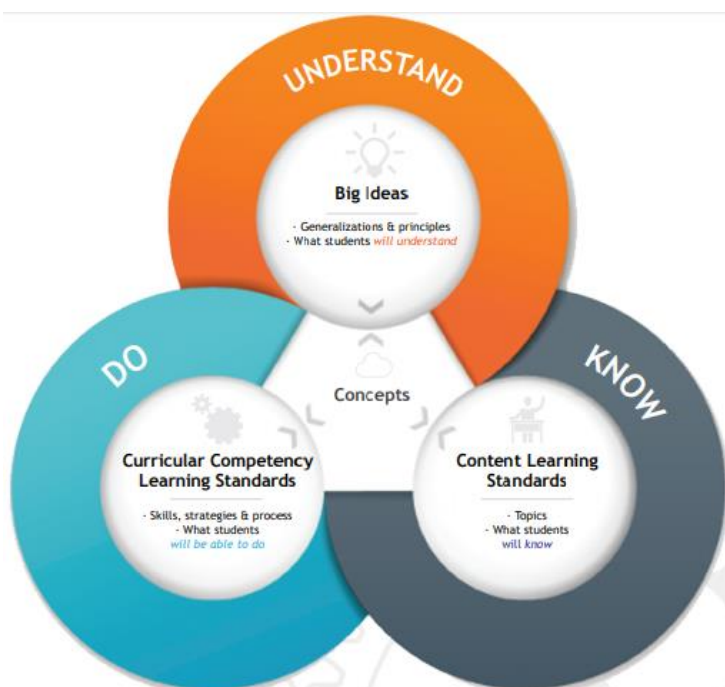 UNDERSTAND
Big Ideas
- Generalizations & principles
- What students will understand
DO
KNOW
Concepts
Curricular Competency
Learning Standards
- Skills, strategies & process
- What students
will be able to do
Content Learning
Standards
- Topics
- What students
will know